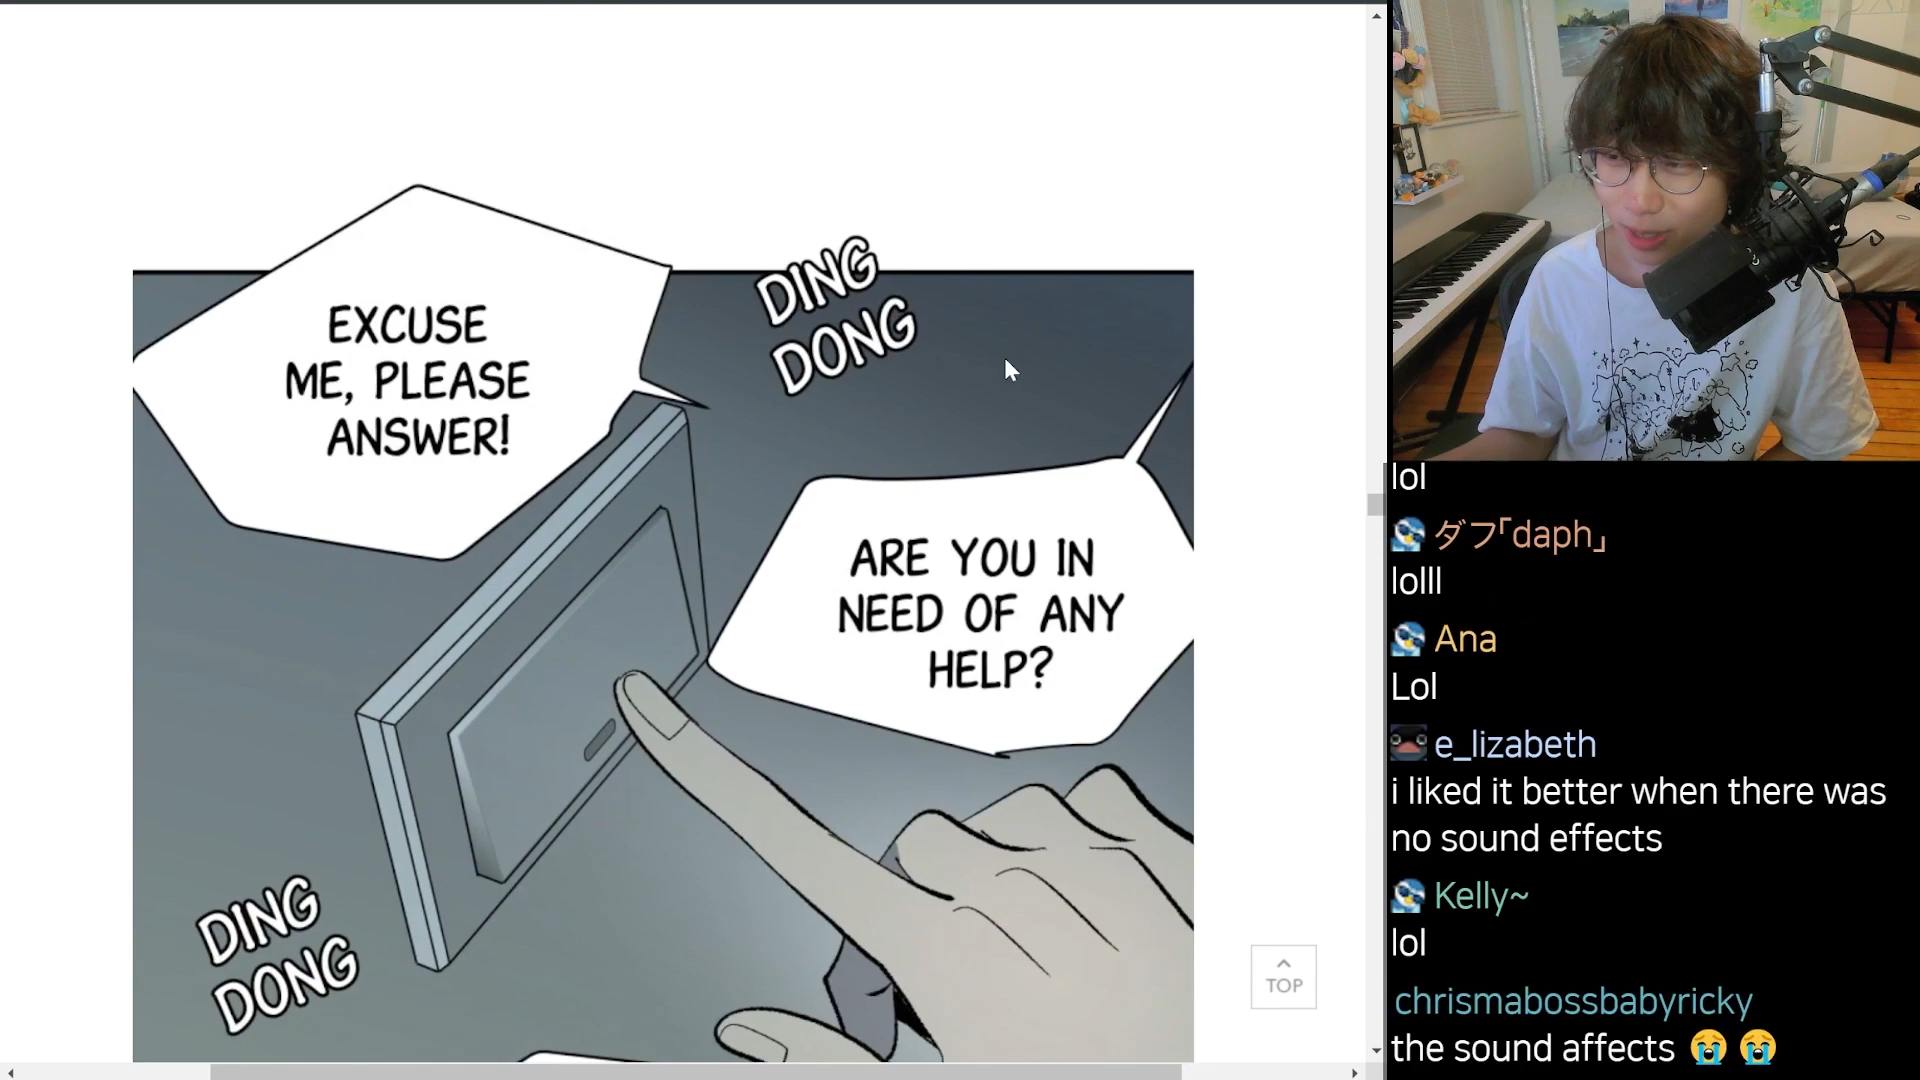 EXCUSE
ME, PLEASE
ANSWER!
DING
DONG
ARE YOU IN
NEED OF ANY
HELP?
DING
DONG
TOP
lol
ダフ「daph」
lolll
Ana
Lol
e_lizabeth
i liked it better when there was
no sound effects
Kelly~
lol
chrismabossbabyricky
the sound affects 😭 😭